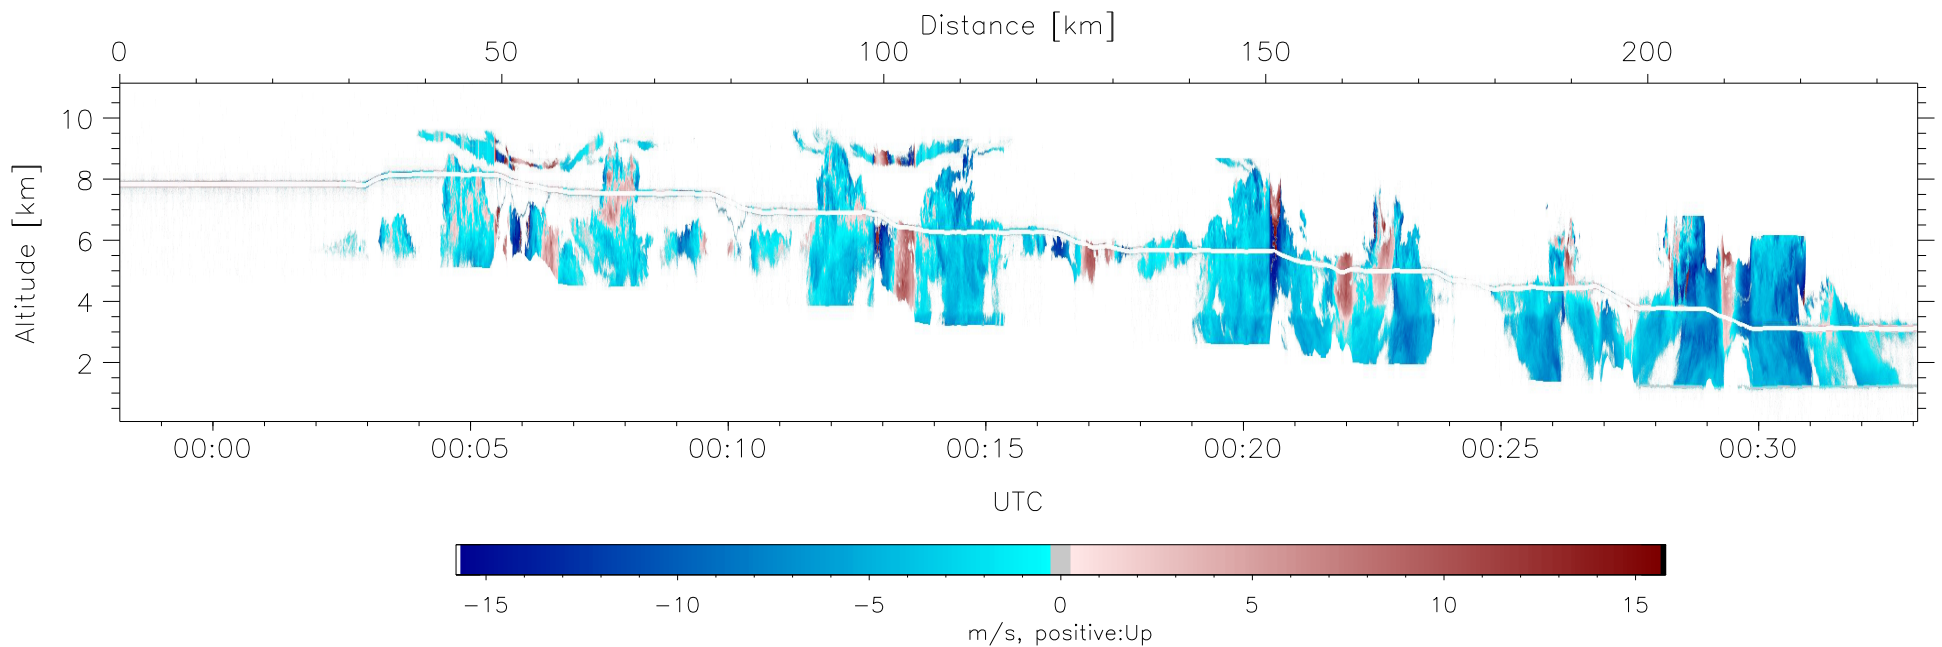 Distance [km]
0 50 100 150 200
Altitude [km]
10
8
6
4
2
00:00 00:05 00:10 00:15 00:20 00:25 00:30
UTC
−15 −10 −5 0 5 10 15
m/s, positive:Up